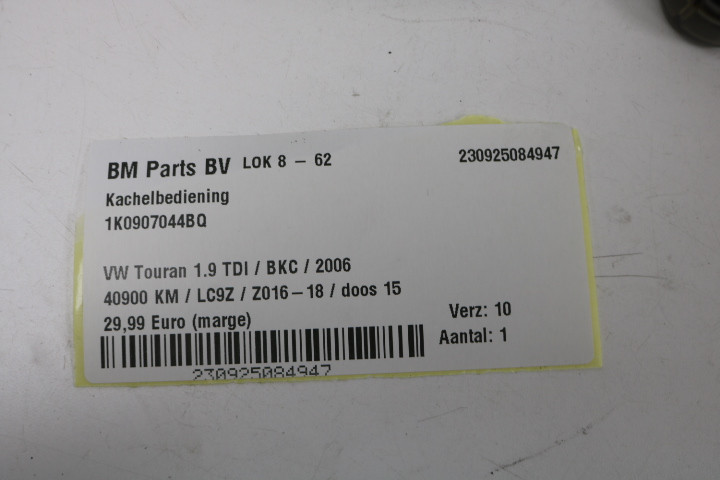 BM Parts BV LOK 8 – 62 230925084947
Kachelbediening
1K0907044BQ
VW Touran 1.9 TDI / BKC / 2006
40900 KM / LC9Z / Z016–18 / doos 15
29,99 Euro (marge) Verz: 10
Aantal: 1
230925084947